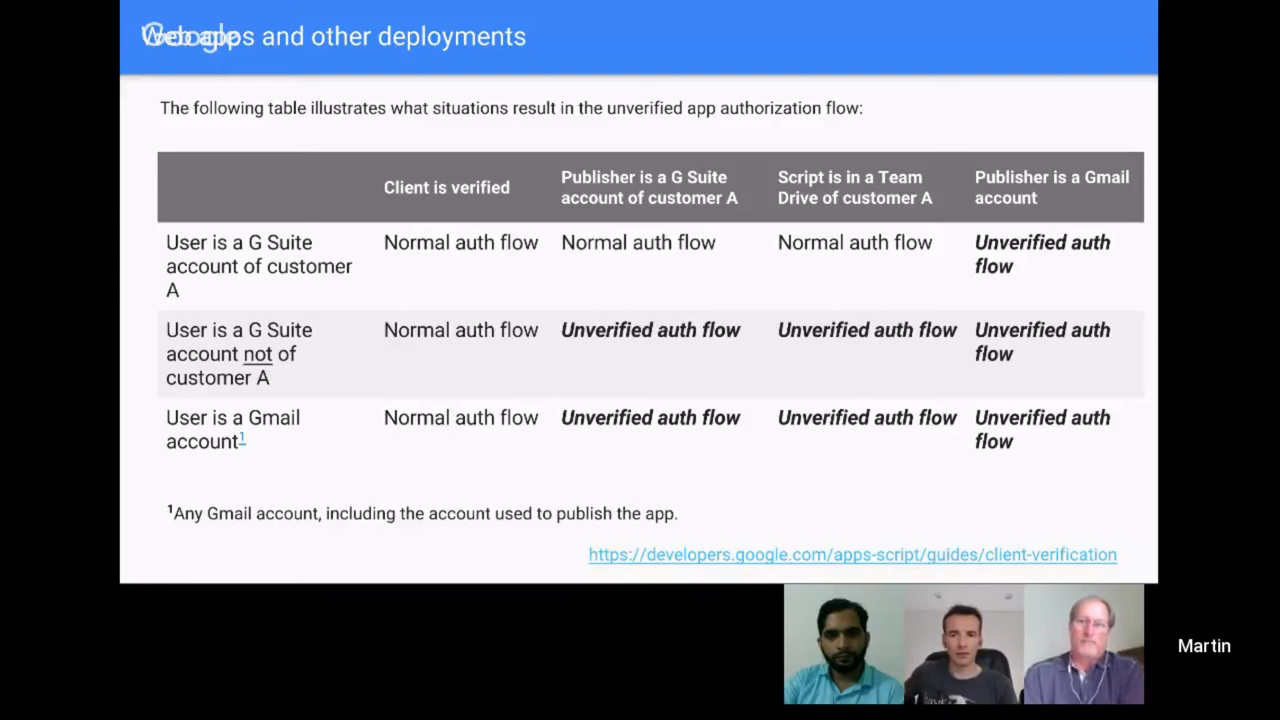 Google
Web apps and other deployments
The following table illustrates what situations result in the unverified app authorization flow:
Client is verified
Publisher is a G Suite
account of customer A
Script is in a Team
Drive of customer A
Publisher is a Gmail
account
User is a G Suite
account of customer
A
Normal auth flow
Normal auth flow
Normal auth flow
Unverified auth
flow
User is a G Suite
account not of
customer A
Normal auth flow
Unverified auth flow
Unverified auth flow
Unverified auth
flow
User is a Gmail
account1
Normal auth flow
Unverified auth flow
Unverified auth flow
Unverified auth
flow
1Any Gmail account, including the account used to publish the app.
https://developers.google.com/apps-script/guides/client-verification
Martin